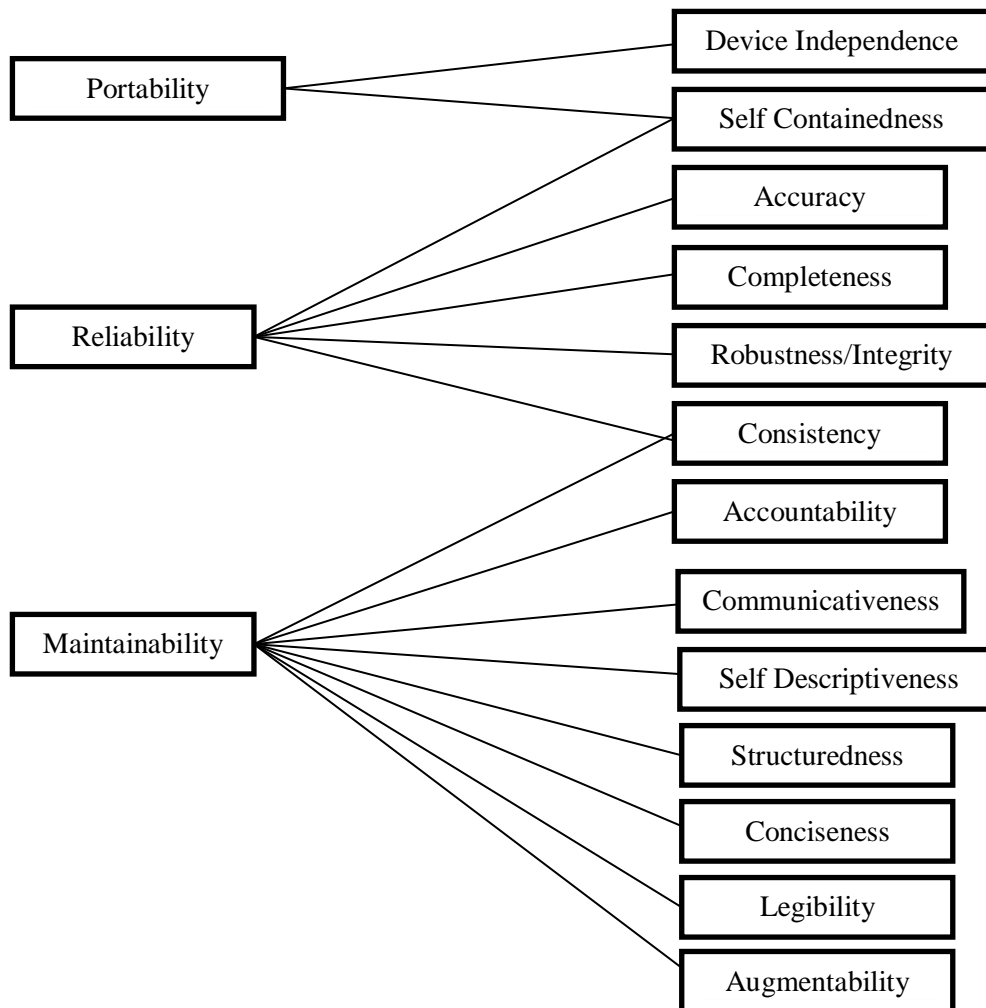 Portability
Reliability
Maintainability
Device Independence
Self Containedness
Accuracy
Completeness
Robustness/Integrity
Consistency
Accountability
Communicativeness
Self Descriptiveness
Structuredness
Conciseness
Legibility
Augmentability